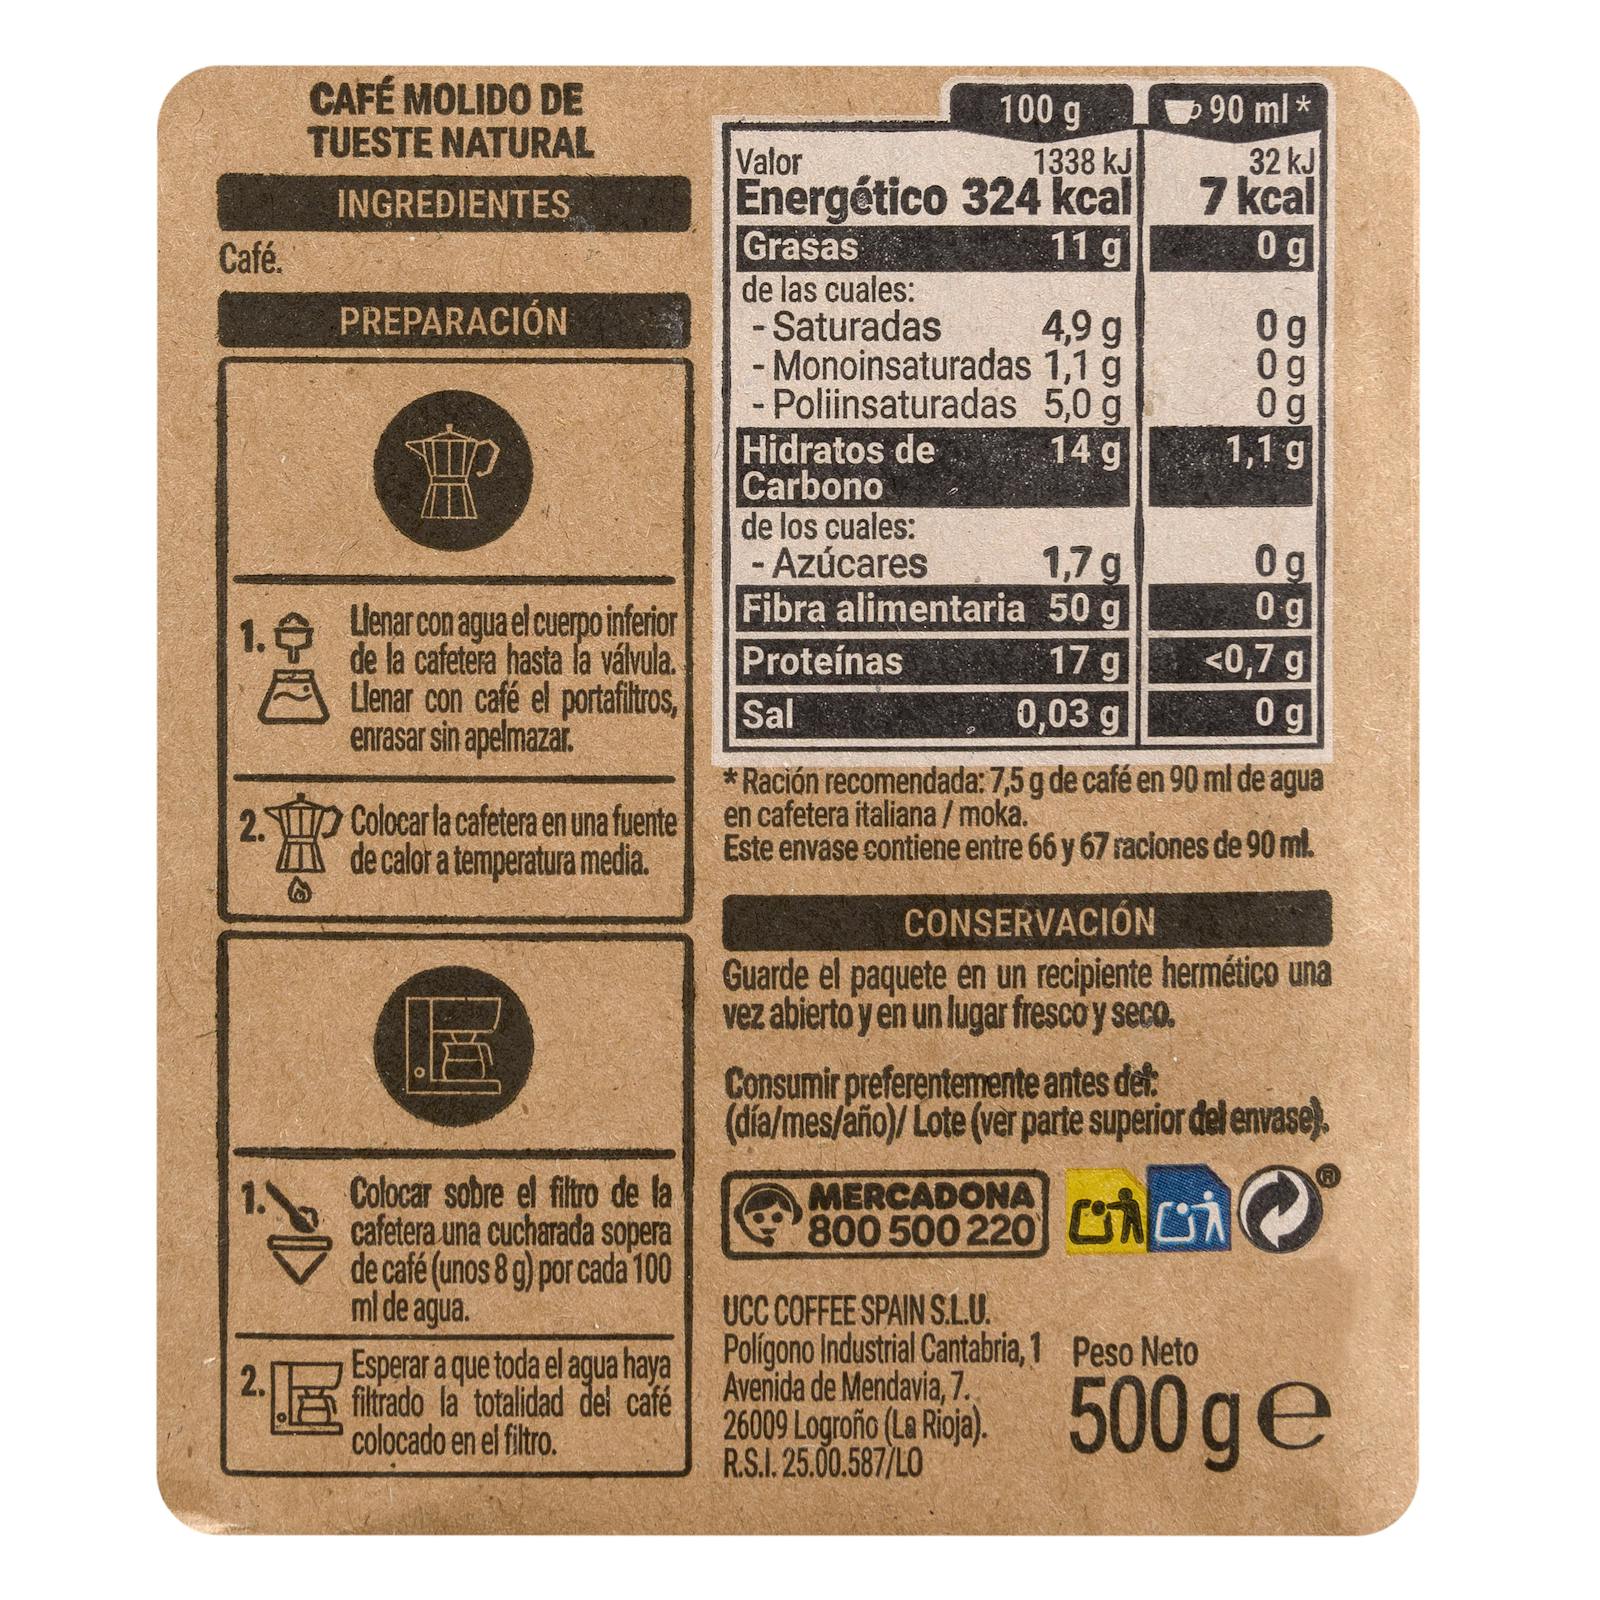 CAFÉ MOLIDO DE
TUESTE NATURAL
INGREDIENTES
Café.
PREPARACIÓN
1. Llenar con agua el cuerpo inferior
de la cafetera hasta la válvula.
Llenar con café el portafiltros,
enrasar sin apelmazar.
2. Colocar la cafetera en una fuente
de calor a temperatura media.
1. Colocar sobre el filtro de la
cafetera una cucharada sopera
de café (unos 8 g) por cada 100
ml de agua.
2. Esperar a que toda el agua haya
filtrado la totalidad del café
colocado en el filtro.
100 g 90 ml*
Valor 1338 kJ 32 kJ
Energético 324 kcal 7 kcal
Grasas 11 g 0 g
de las cuales:
- Saturadas 4,9 g 0 g
- Monoinsaturadas 1,1 g 0 g
- Poliinsaturadas 5,0 g 0 g
Hidratos de 14 g 1,1 g
Carbono
de los cuales:
- Azúcares 1,7 g 0 g
Fibra alimentaria 50 g 0 g
Proteínas 17 g <0,7 g
Sal 0,03 g 0 g
* Ración recomendada: 7,5 g de café en 90 ml de agua
en cafetera italiana / moka.
Este envase contiene entre 66 y 67 raciones de 90 ml.
CONSERVACIÓN
Guarde el paquete en un recipiente hermético una
vez abierto y en un lugar fresco y seco.
Consumir preferentemente antes del:
(día/mes/año)/ Lote (ver parte superior del envase).
MERCADONA
800 500 220
®
UCC COFFEE SPAIN S.L.U.
Polígono Industrial Cantabria, 1
Avenida de Mendavia, 7.
26009 Logroño (La Rioja).
R.S.I. 25.00.587/LO
Peso Neto
500 g e